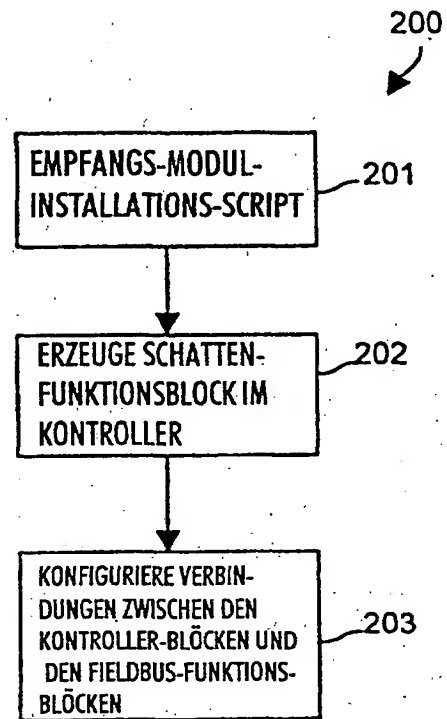 200
EMPFANGS-MODUL-
INSTALLATIONS-SCRIPT
201
ERZEUGE SCHATTEN-
FUNKTIONSBLOCK IM
KONTROLLER
202
KONFIGURIERE VERBIN-
DUNGEN ZWISCHEN DEN
KONTROLLER-BLÖCKEN UND
DEN FIELDBUS-FUNKTIONS-
BLÖCKEN
203